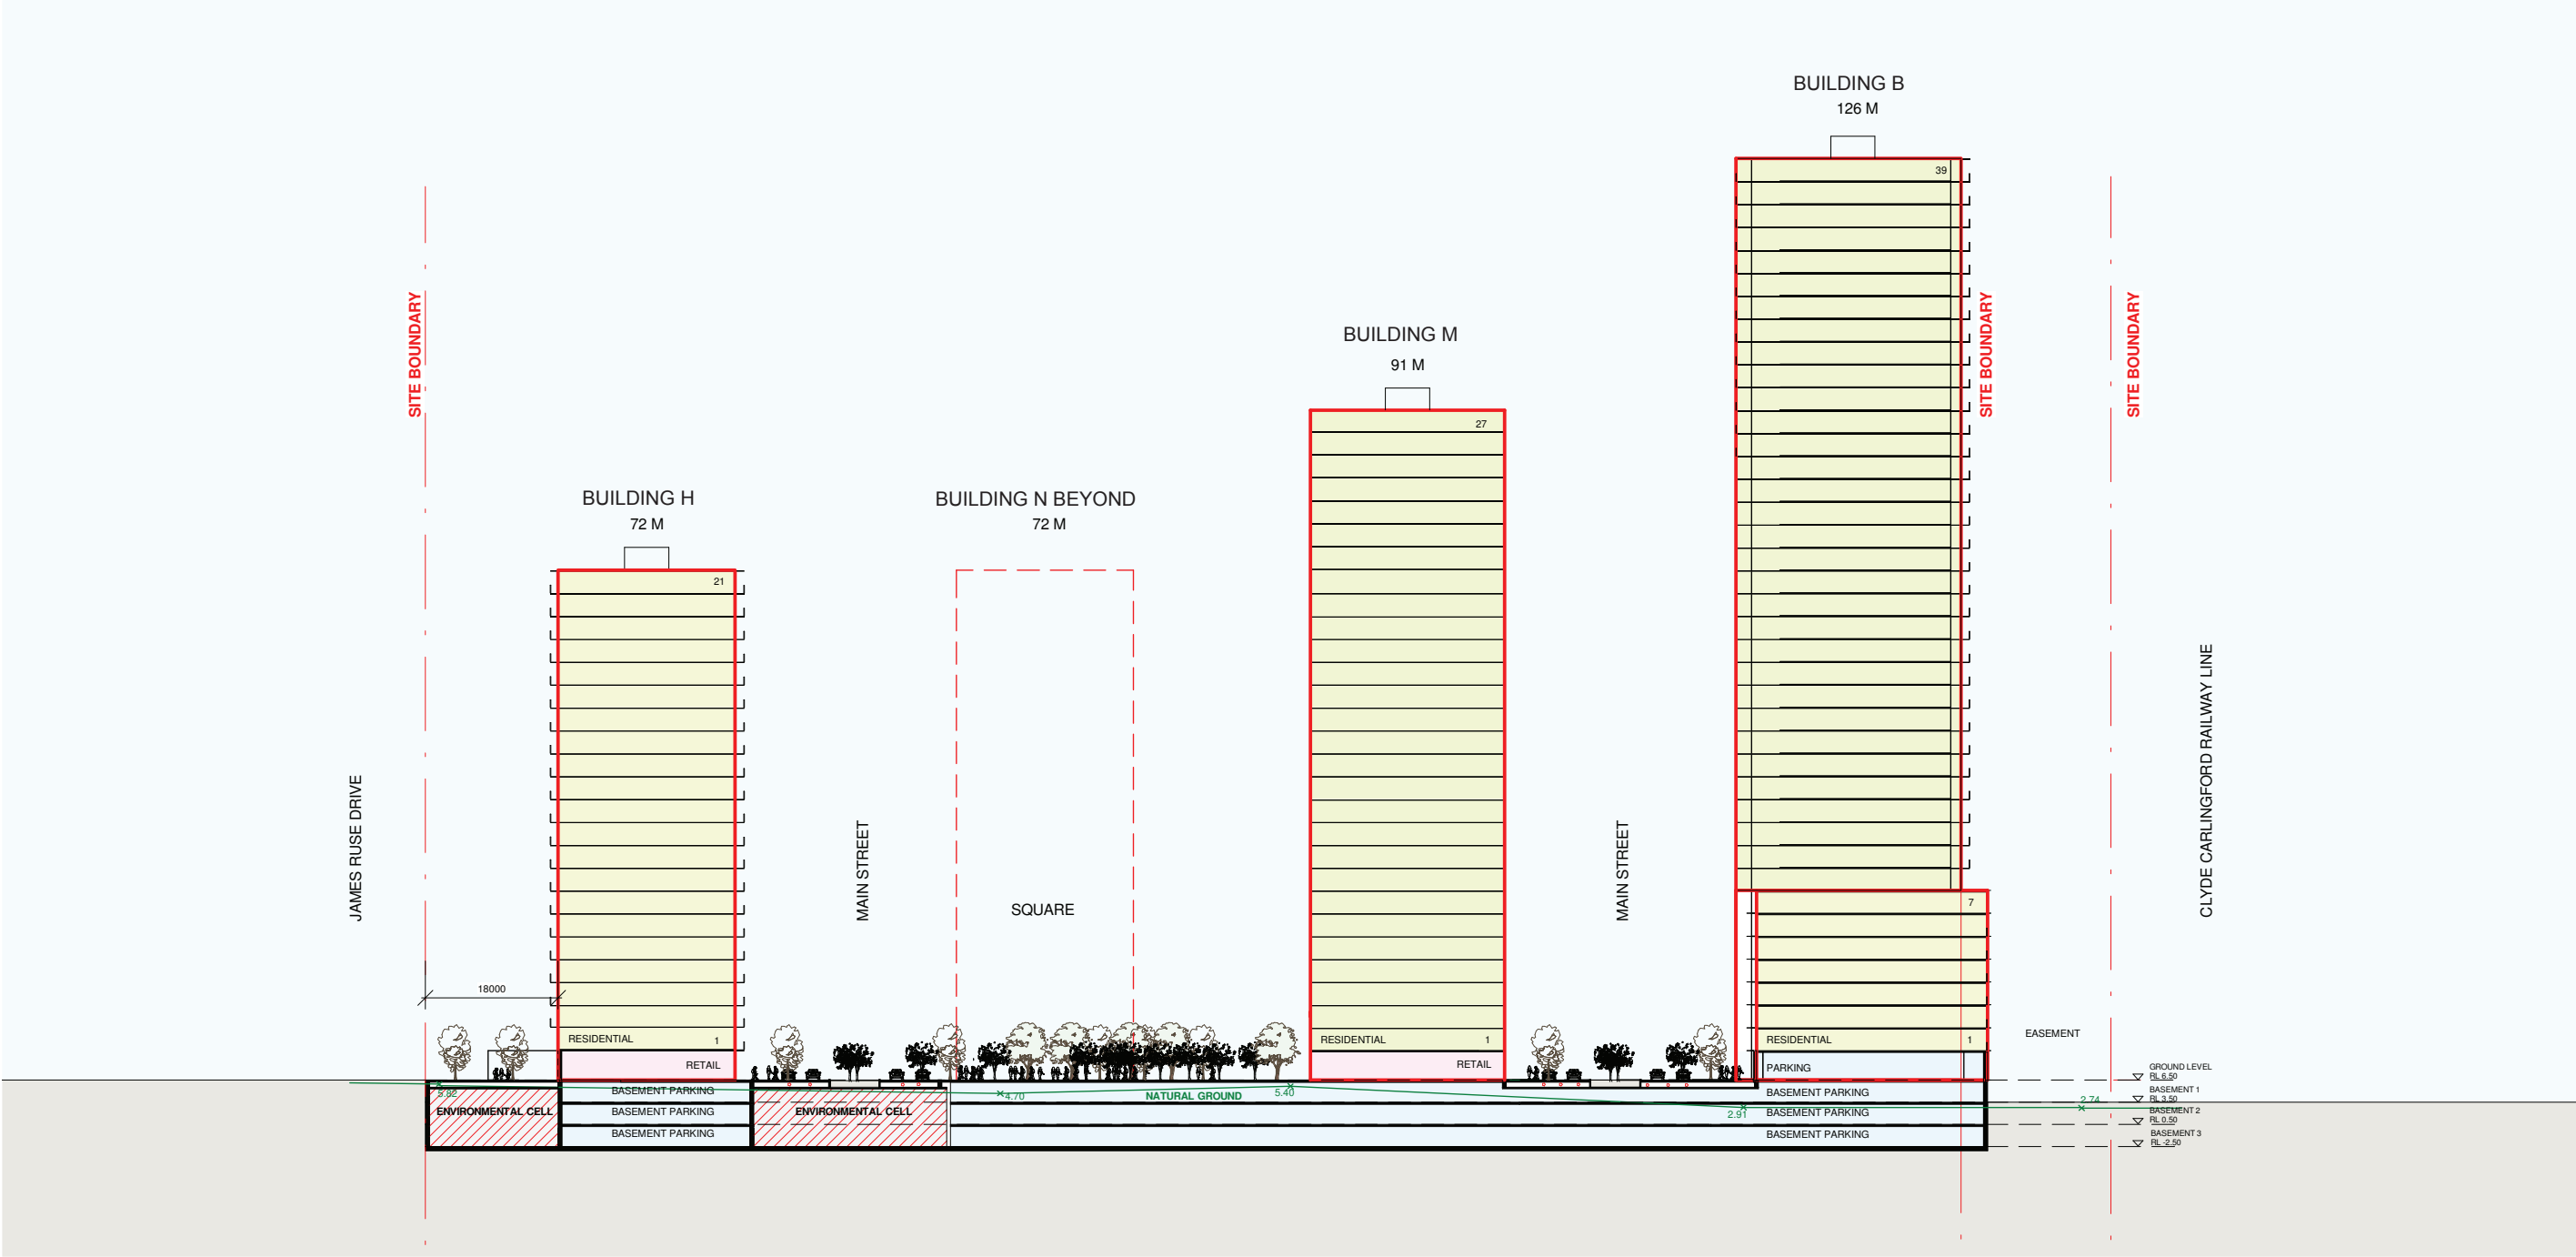 BUILDING B
126 M
39
SITE BOUNDARY
SITE BOUNDARY
SITE BOUNDARY
BUILDING M
91 M
27
BUILDING H
72 M
21
BUILDING N BEYOND
72 M
JAMES RUSE DRIVE
MAIN STREET
SQUARE
MAIN STREET
7
CLYDE CARLINGFORD RAILWAY LINE
18000
RESIDENTIAL 1
RETAIL
RESIDENTIAL 1
RETAIL
RESIDENTIAL 1
PARKING
EASEMENT
GROUND LEVEL
RL 6.50
BASEMENT 1
RL 3.50
BASEMENT 2
RL 0.50
BASEMENT 3
RL -2.50
5.82
ENVIRONMENTAL CELL
BASEMENT PARKING
BASEMENT PARKING
BASEMENT PARKING
ENVIRONMENTAL CELL
4.70
NATURAL GROUND
5.40
2.91
BASEMENT PARKING
BASEMENT PARKING
BASEMENT PARKING
2.74